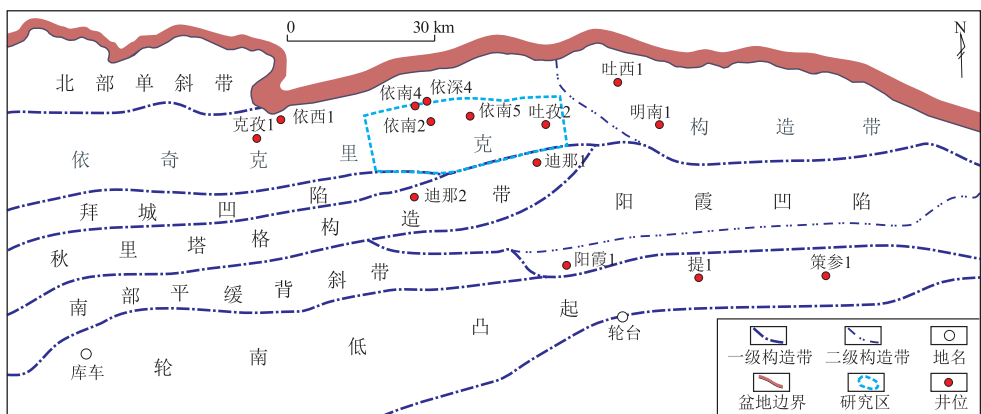 0 30 km
N
北部单斜带
吐西1
依南4
依深4
依南2
依南5
吐孜2
克孜1
依西1
明南1
依奇克里克构造带
迪那1
拜城凹陷
迪那2
阳霞凹陷
秋里塔格构造带
南部平缓背斜带
阳霞1
提1
策参1
轮南低凸起
库车
轮台
一级构造带
二级构造带
地名
盆地边界
研究区
井位